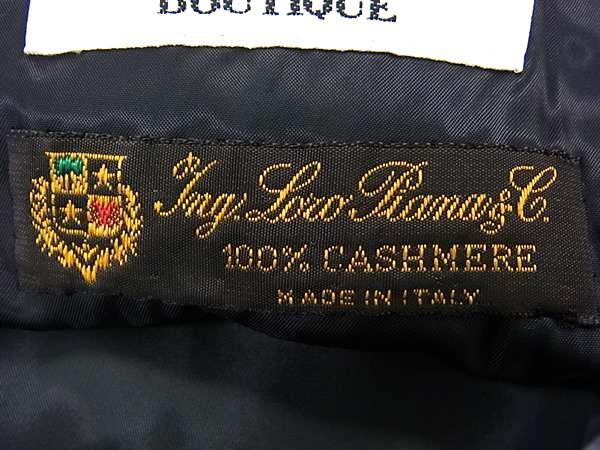 BOUTIQUE
Ing. Loro Piana & C.
100% CASHMERE
MADE IN ITALY